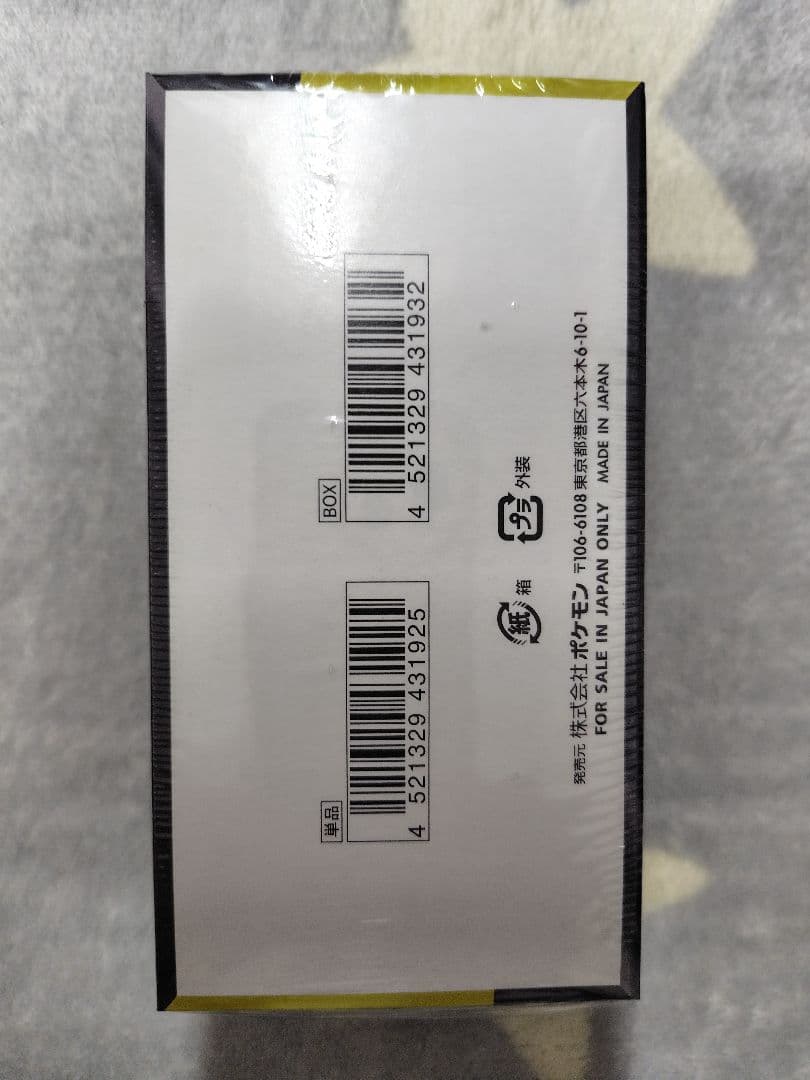 単品
4 521329 431925
BOX
4 521329 431932
紙 箱
プラ 外装
発売元 株式会社 ポケモン 〒106-6108 東京都港区六本木6-10-1
FOR SALE IN JAPAN ONLY MADE IN JAPAN